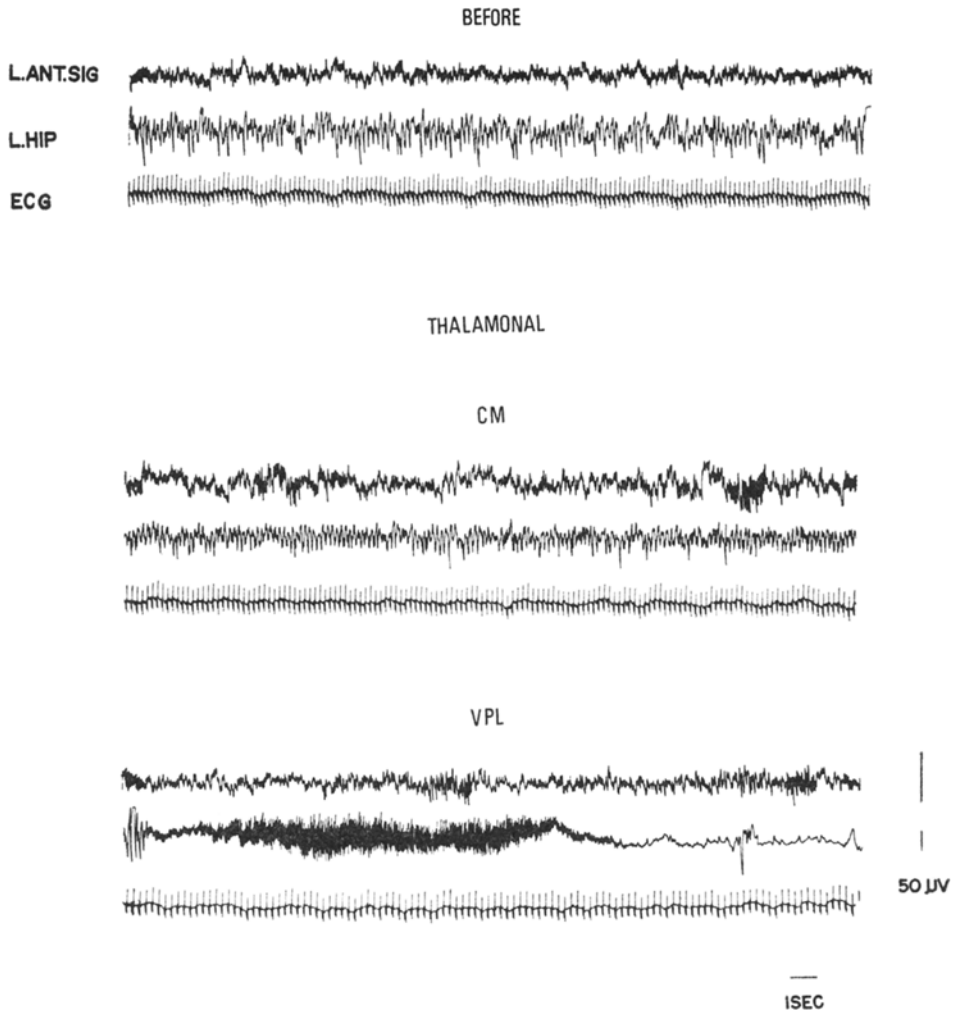 BEFORE
L.ANT.SIG
L.HIP
ECG
THALAMONAL
CM
VPL
50 µV
1SEC